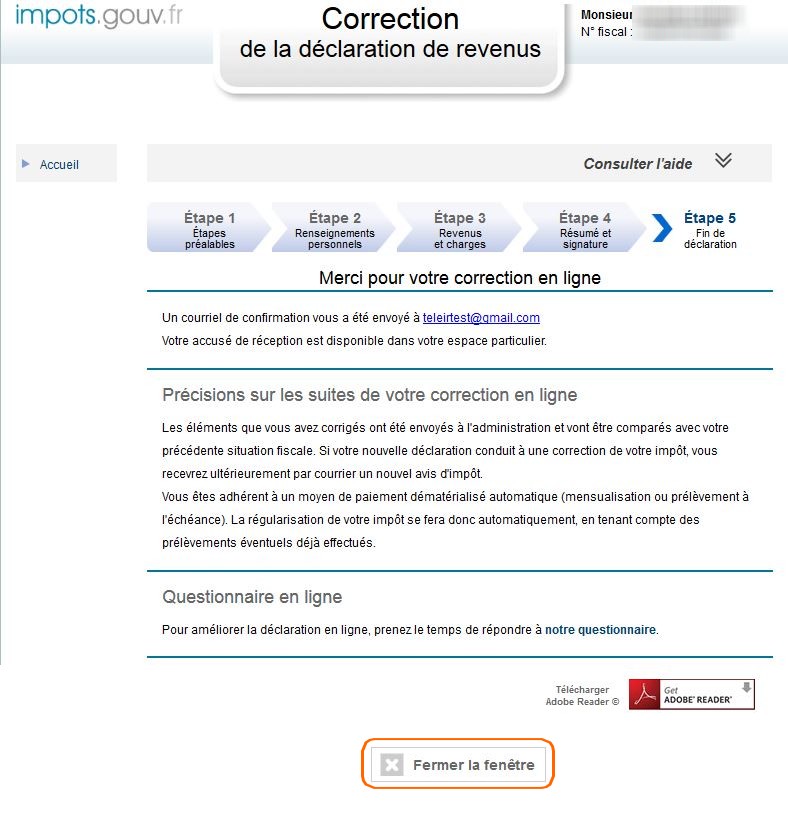 impots.gouv.fr
Correction
de la déclaration de revenus
Monsieur
N° fiscal :
Accueil
Consulter l'aide
Étape 1
Étapes
préalables
Étape 2
Renseignements
personnels
Étape 3
Revenus
et charges
Étape 4
Résumé et
signature
Étape 5
Fin de
déclaration
Merci pour votre correction en ligne
Un courriel de confirmation vous a été envoyé à teleirtest@gmail.com
Votre accusé de réception est disponible dans votre espace particulier.
Précisions sur les suites de votre correction en ligne
Les éléments que vous avez corrigés ont été envoyés à l'administration et vont être comparés avec votre
précédente situation fiscale. Si votre nouvelle déclaration conduit à une correction de votre impôt, vous
recevrez ultérieurement par courrier un nouvel avis d'impôt.
Vous êtes adhérent à un moyen de paiement dématérialisé automatique (mensualisation ou prélèvement à
l'échéance). La régularisation de votre impôt se fera donc automatiquement, en tenant compte des
prélèvements éventuels déjà effectués.
Questionnaire en ligne
Pour améliorer la déclaration en ligne, prenez le temps de répondre à notre questionnaire.
Télécharger
Adobe Reader ©
Get
ADOBE® READER®
Fermer la fenêtre